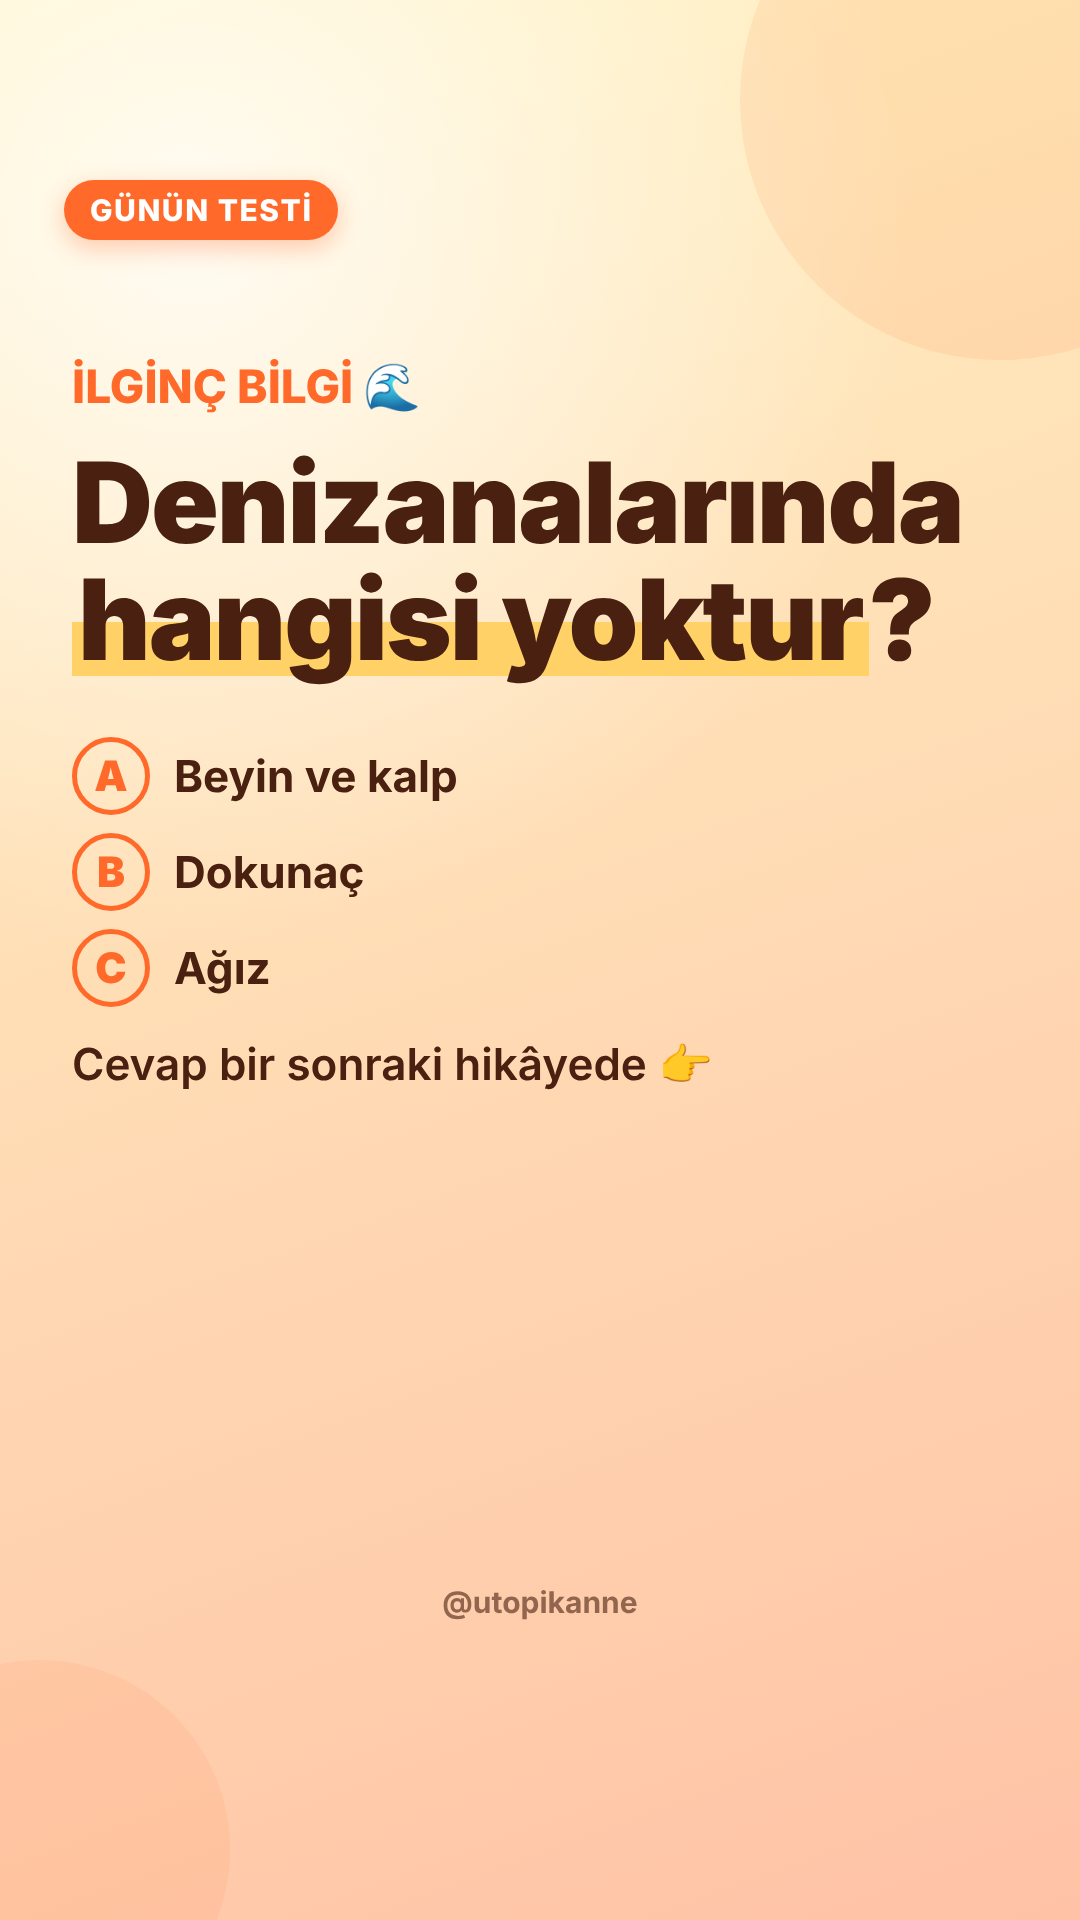 GÜNÜN TESTİ
İLGİNÇ BİLGİ 🌊
Denizanalarında
hangisi yoktur?
A Beyin ve kalp
B Dokunaç
C Ağız
Cevap bir sonraki hikâyede 👉
@utopikanne